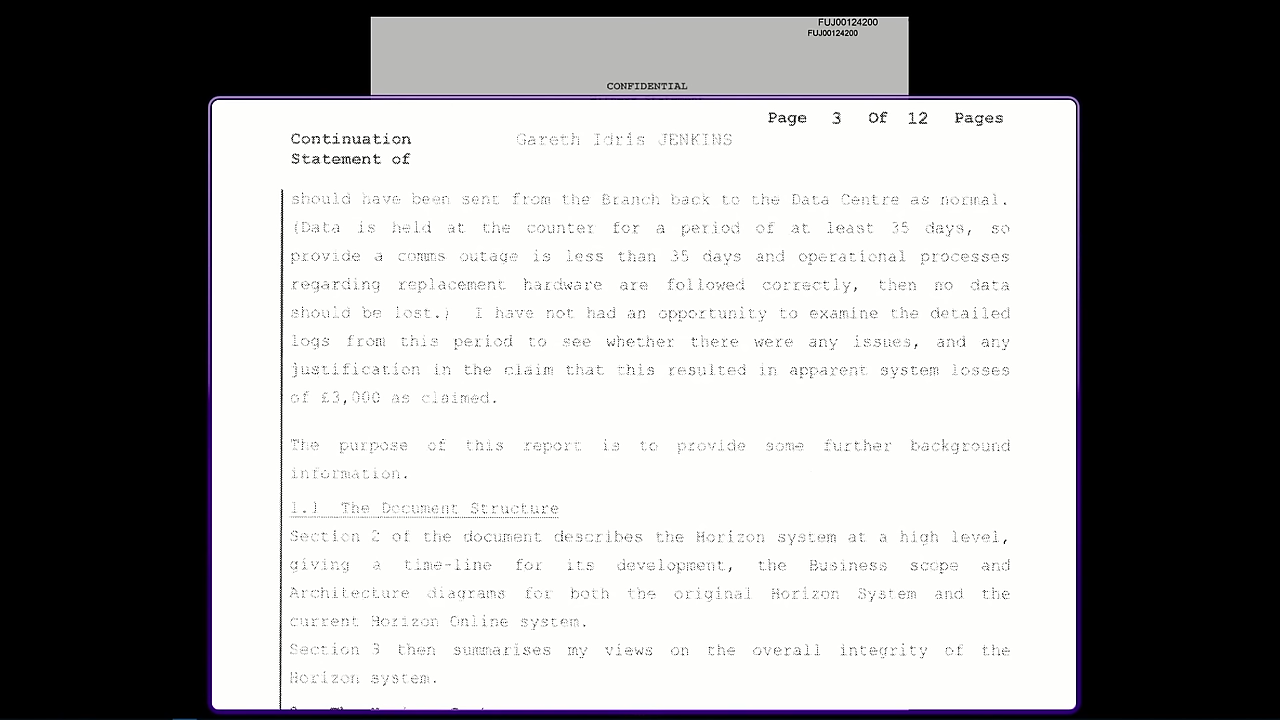 FUJ00124200
FUJ00124200
CONFIDENTIAL
Page 3 Of 12 Pages
Continuation Gareth Idris JENKINS
Statement of
should have been sent from the Branch back to the Data Centre as normal.
(Data is held at the counter for a period of at least 35 days, so
provide a comms outage is less than 35 days and operational processes
regarding replacement hardware are followed correctly, then no data
should be lost.) I have not had an opportunity to examine the detailed
logs from this period to see whether there were any issues, and any
justification in the claim that this resulted in apparent system losses
of £3,000 as claimed.
The purpose of this report is to provide some further background
information.
1.1 The Document Structure
Section 2 of the document describes the Horizon system at a high level,
giving a time-line for its development, the Business scope and
Architecture diagrams for both the original Horizon System and the
current Horizon Online system.
Section 3 then summarises my views on the overall integrity of the
Horizon system.